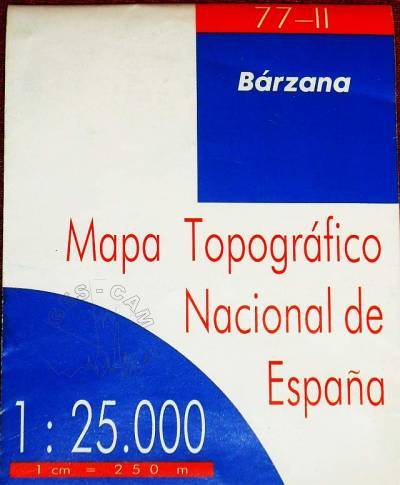 77-II
Bárzana
Mapa Topográfico
Nacional de
España
1 : 25.000
1 cm = 250 m